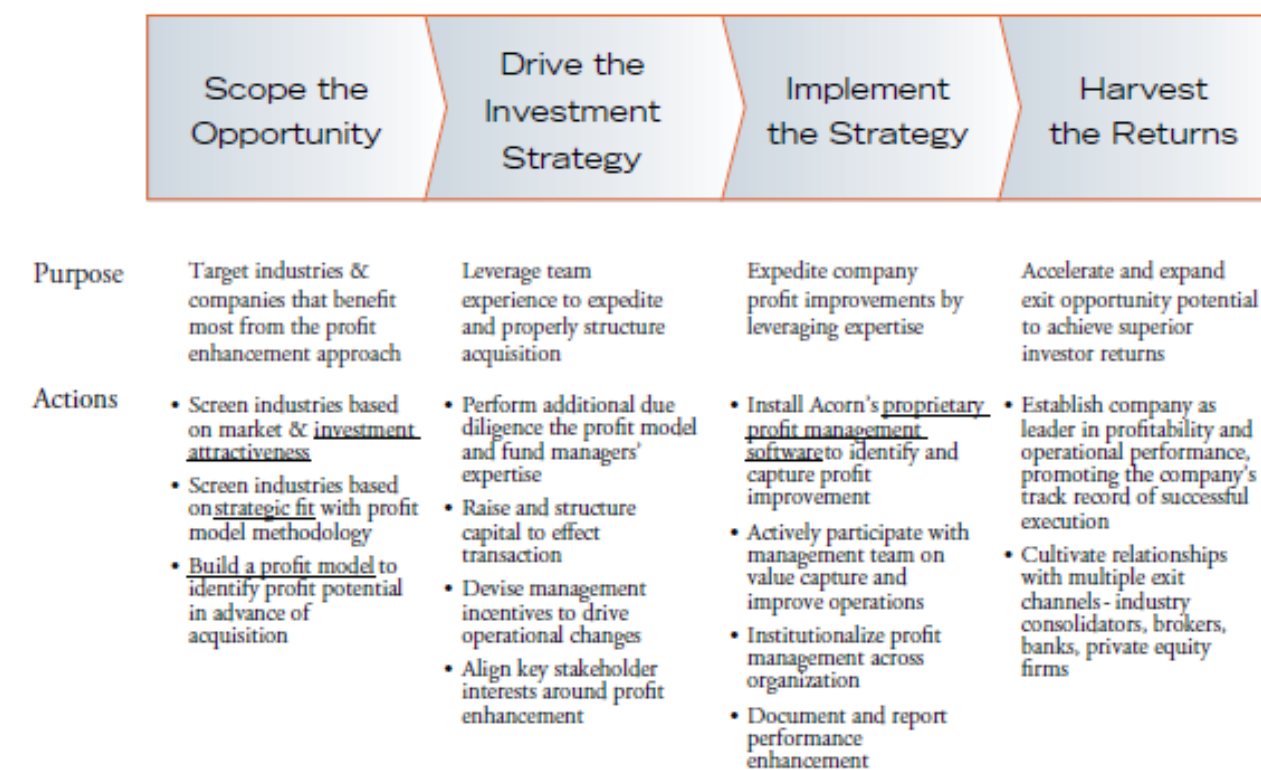 Scope the
Opportunity
Drive the
Investment
Strategy
Implement
the Strategy
Harvest
the Returns
Purpose
Target industries &
companies that benefit
most from the profit
enhancement approach
Leverage team
experience to expedite
and properly structure
acquisition
Expedite company
profit improvements by
leveraging expertise
Accelerate and expand
exit opportunity potential
to achieve superior
investor returns
Actions
• Screen industries based
on market & investment
attractiveness
• Screen industries based
on strategic fit with profit
model methodology
• Build a profit model to
identify profit potential
in advance of
acquisition
• Perform additional due
diligence the profit model
and fund managers'
expertise
• Raise and structure
capital to effect
transaction
• Devise management
incentives to drive
operational changes
• Align key stakeholder
interests around profit
enhancement
• Install Acorn's proprietary
profit management
software to identify and
capture profit
improvement
• Actively participate with
management team on
value capture and
improve operations
• Institutionalize profit
management across
organization
• Document and report
performance
enhancement
• Establish company as
leader in profitability and
operational performance,
promoting the company's
track record of successful
execution
• Cultivate relationships
with multiple exit
channels - industry
consolidators, brokers,
banks, private equity
firms